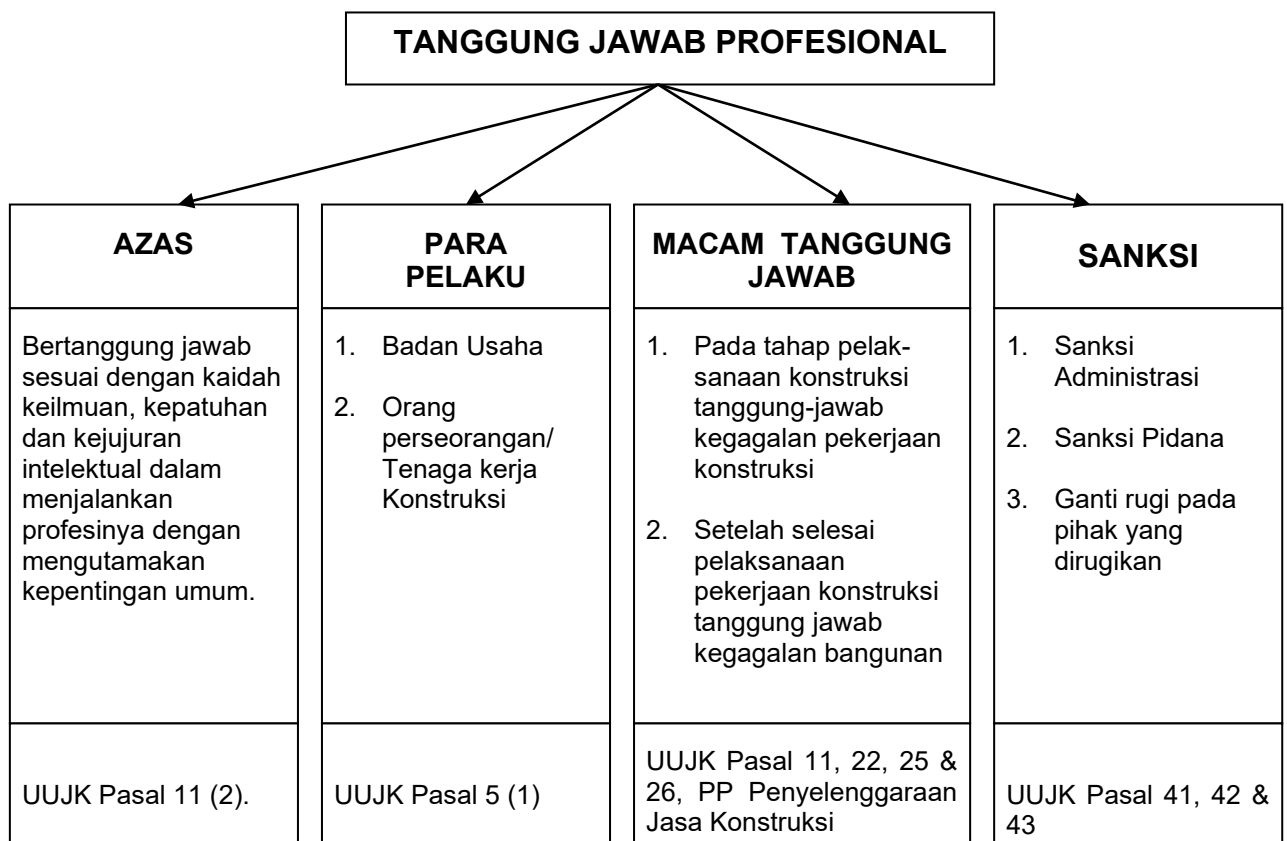 TANGGUNG JAWAB PROFESIONAL
AZAS
Bertanggung jawab
sesuai dengan kaidah
keilmuan, kepatuhan
dan kejujuran
intelektual dalam
menjalankan
profesinya dengan
mengutamakan
kepentingan umum.
UUJK Pasal 11 (2).
PARA
PELAKU
1. Badan Usaha
2. Orang
perseorangan/
Tenaga kerja
Konstruksi
UUJK Pasal 5 (1)
MACAM TANGGUNG
JAWAB
1. Pada tahap pelak-
sanaan konstruksi
tanggung-jawab
kegagalan pekerjaan
konstruksi
2. Setelah selesai
pelaksanaan
pekerjaan konstruksi
tanggung jawab
kegagalan bangunan
UUJK Pasal 11, 22, 25 &
26, PP Penyelenggaraan
Jasa Konstruksi
SANKSI
1. Sanksi
Administrasi
2. Sanksi Pidana
3. Ganti rugi pada
pihak yang
dirugikan
UUJK Pasal 41, 42 &
43